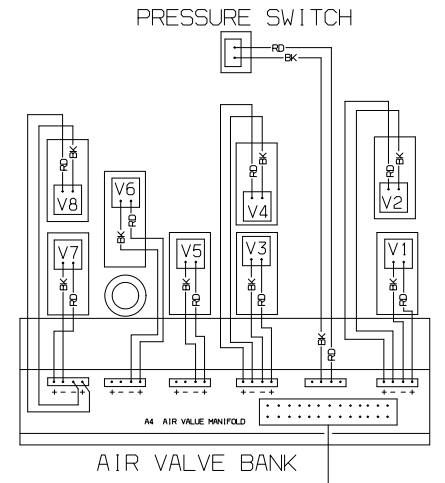 PRESSURE SWITCH
RD
BK
RD
BK
V8
V6
BK
RD
RD
BK
V4
RD
BK
V2
V7
BK
RD
V5
BK
RD
V3
BK
RD
V1
BK
RD
BK
RD
+ - - +
+ - - +
+ - - +
+ - - +
+ - - +
A4 AIR VALUE MANIFOLD
AIR VALVE BANK